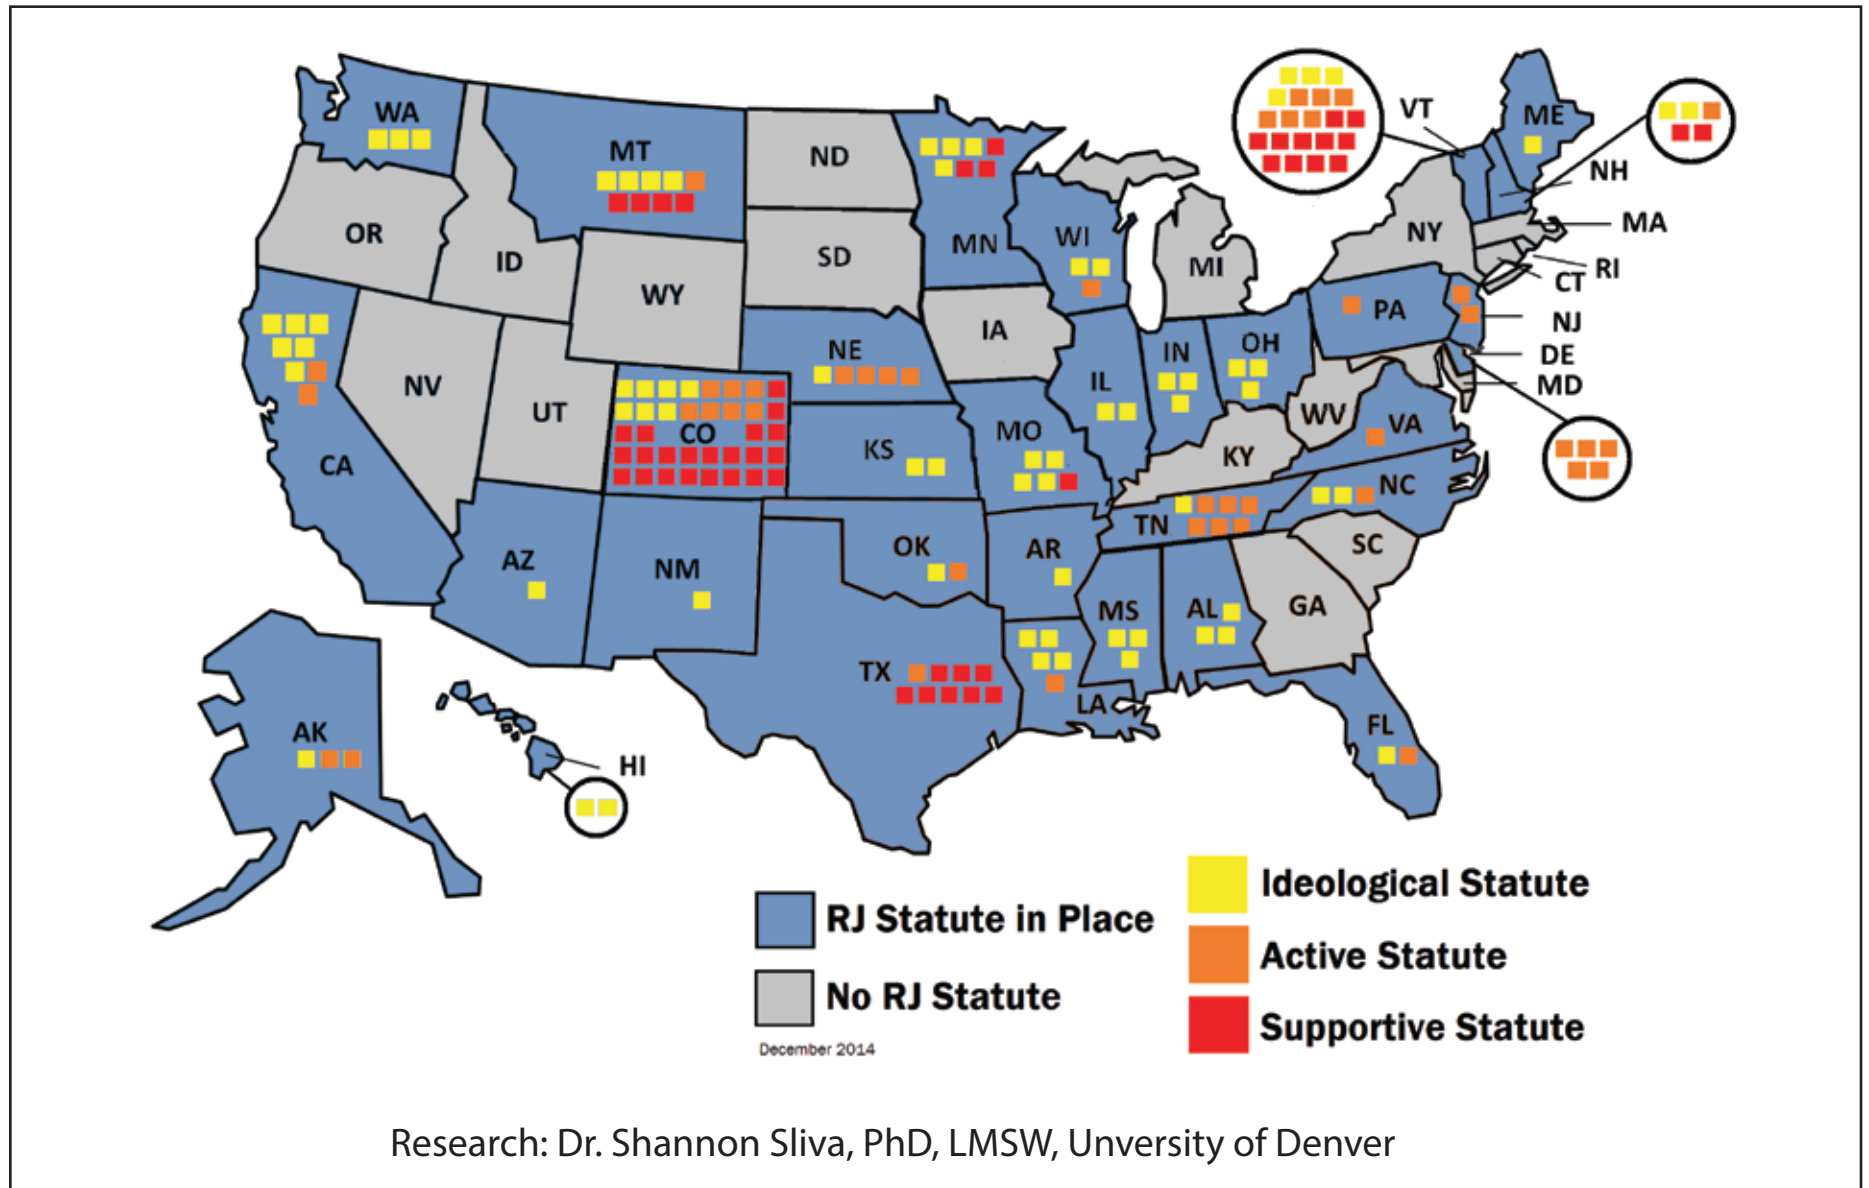 WA
MT
ND
MN
VT
ME
NH
MA
OR
ID
SD
WI
MI
NY
RI
CT
WY
IA
PA
NJ
DE
MD
NV
UT
NE
IL
IN
OH
WV
VA
CA
CO
KS
MO
KY
NC
AZ
NM
OK
AR
TN
SC
MS
AL
GA
TX
LA
FL
AK
HI
RJ Statute in Place
No RJ Statute
December 2014
Ideological Statute
Active Statute
Supportive Statute
Research: Dr. Shannon Sliva, PhD, LMSW, Unversity of Denver